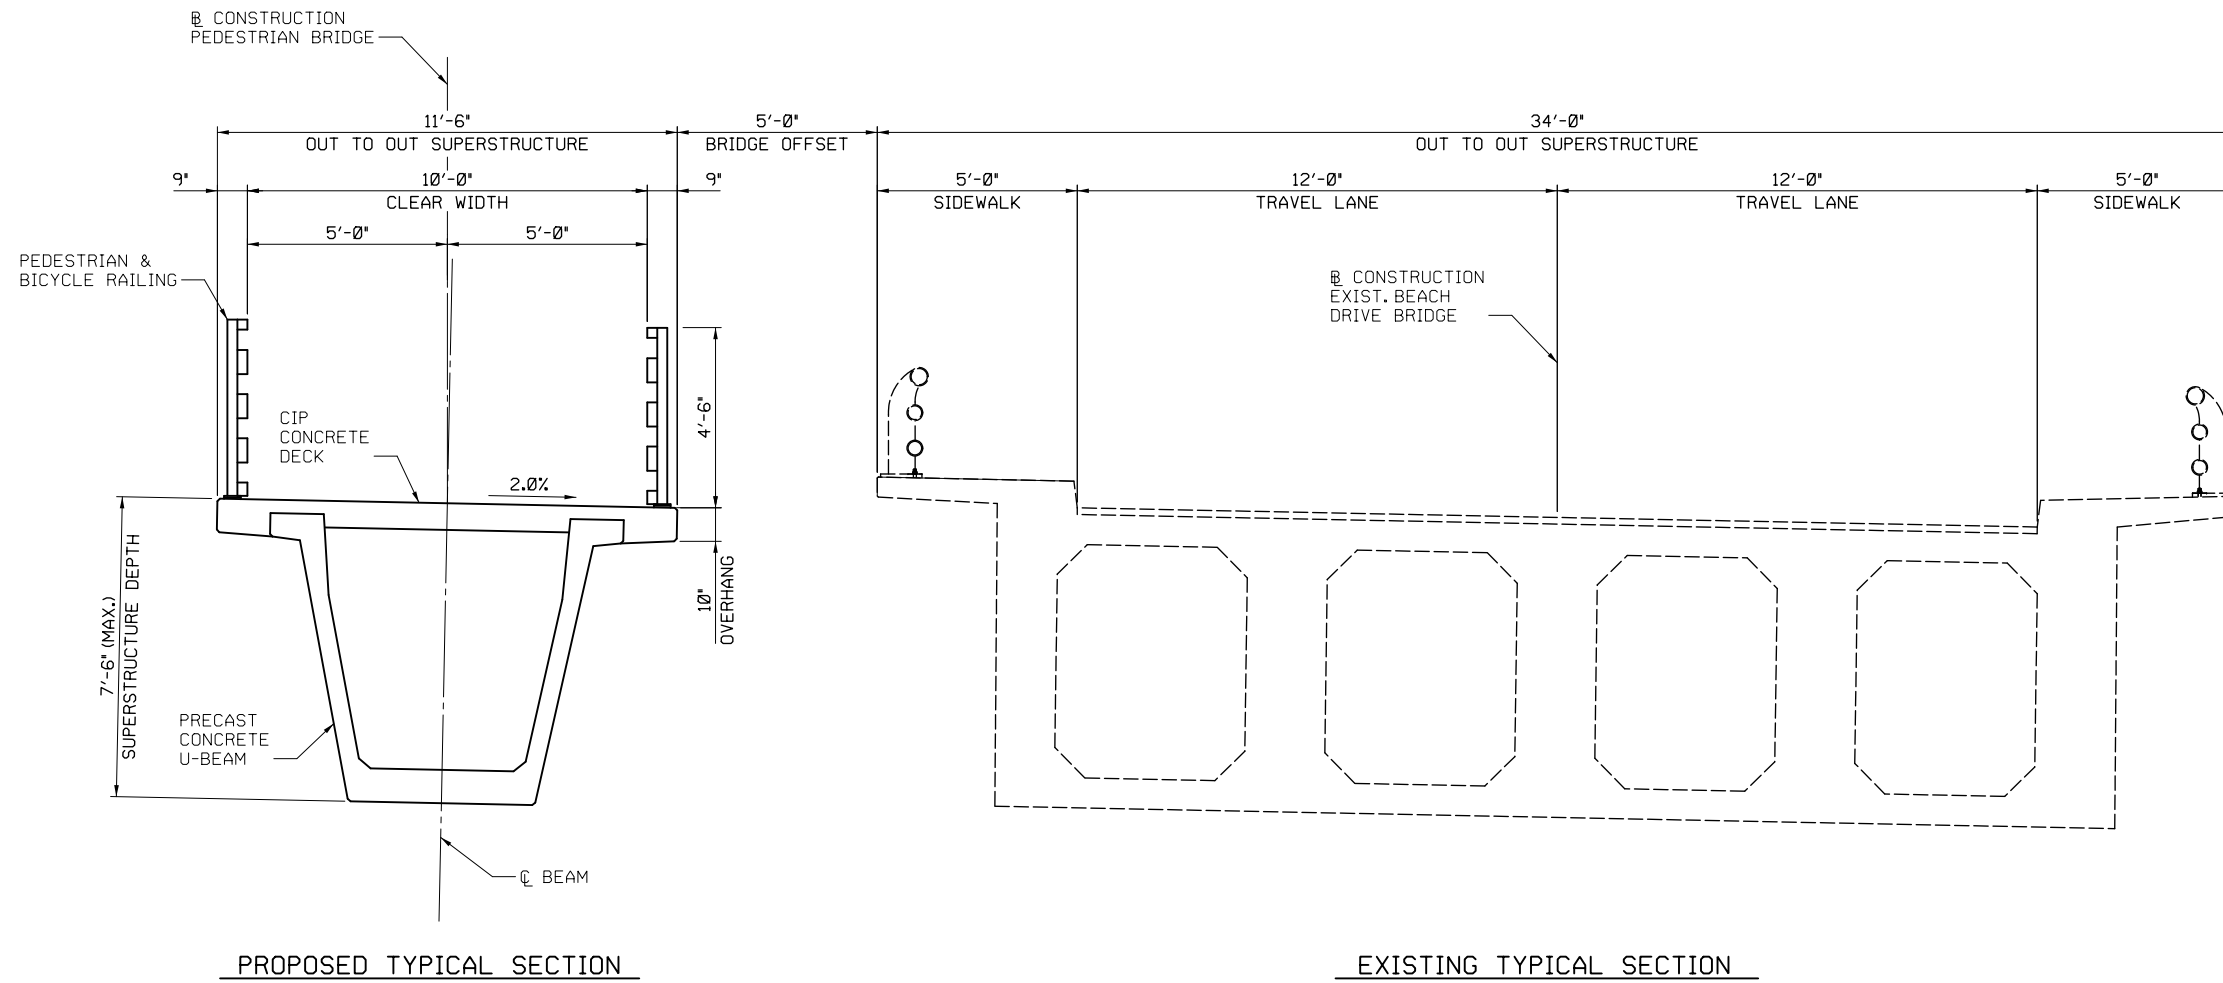 ℄ CONSTRUCTION
PEDESTRIAN BRIDGE
11'-6"
OUT TO OUT SUPERSTRUCTURE
5'-0"
BRIDGE OFFSET
34'-0"
OUT TO OUT SUPERSTRUCTURE
9"
10'-0"
CLEAR WIDTH
9"
5'-0"
SIDEWALK
12'-0"
TRAVEL LANE
12'-0"
TRAVEL LANE
5'-0"
SIDEWALK
5'-0"
5'-0"
PEDESTRIAN &
BICYCLE RAILING
℄ CONSTRUCTION
EXIST. BEACH
DRIVE BRIDGE
4'-6"
CIP
CONCRETE
DECK
2.0%
10"
OVERHANG
7'-6" (MAX.)
SUPERSTRUCTURE DEPTH
PRECAST
CONCRETE
U-BEAM
℄ BEAM
PROPOSED TYPICAL SECTION
EXISTING TYPICAL SECTION